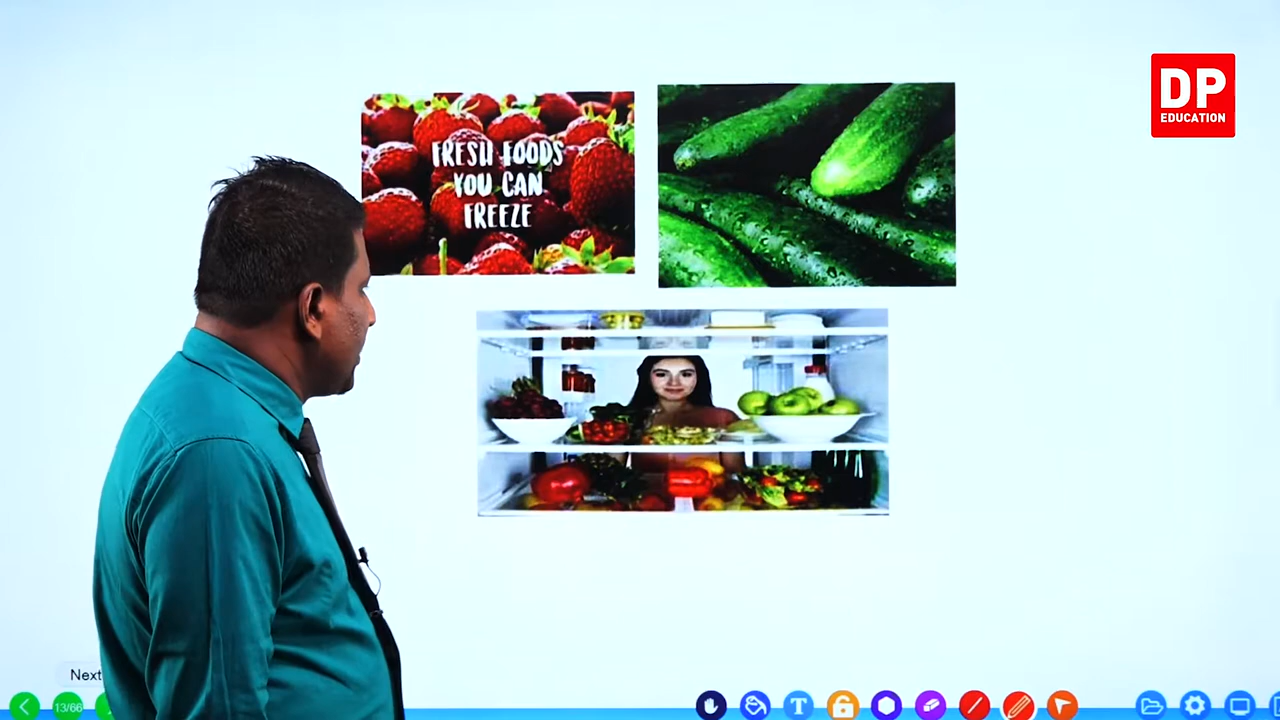 DP
EDUCATION
FRESH FOODS
YOU CAN
FREEZE
Next
13/66
T